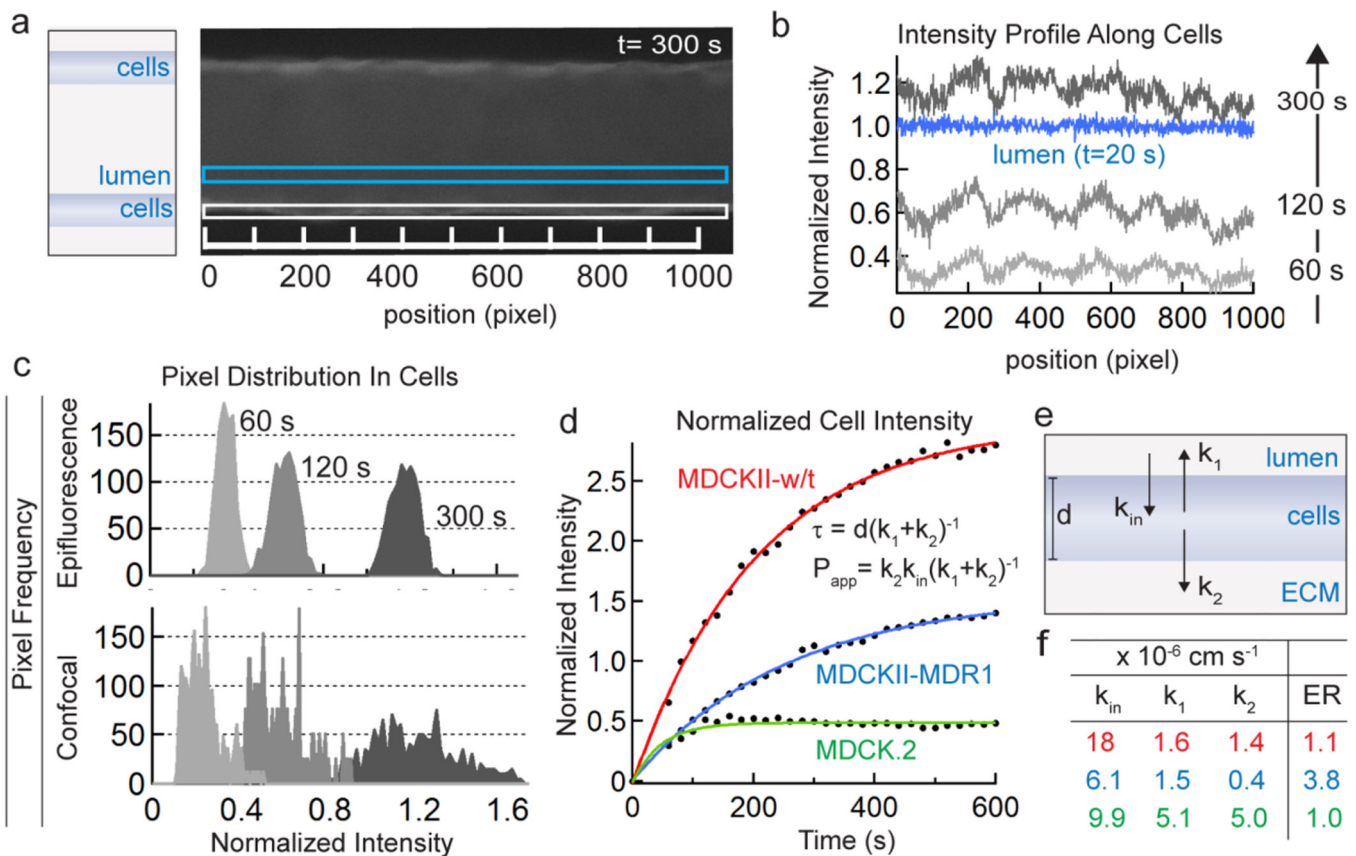 a
cells
lumen
cells
t= 300 s
0 200 400 600 800 1000
position (pixel)
b
Intensity Profile Along Cells
Normalized Intensity
1.2
1.0
0.8
0.6
0.4
lumen (t=20 s)
300 s
120 s
60 s
0 200 400 600 800 1000
position (pixel)
c
Pixel Distribution In Cells
Pixel Frequency
Epifluorescence
150
100
50
0
60 s
120 s
300 s
Confocal
150
100
50
0
0 0.4 0.8 1.2 1.6
Normalized Intensity
d
Normalized Cell Intensity
Normalized Intensity
2.5
2.0
1.5
1.0
0.5
0.0
MDCKII-w/t
τ = d(k₁+k₂)⁻¹
Pₐₚₚ= k₂kᵢₙ(k₁+k₂)⁻¹
MDCKII-MDR1
MDCK.2
0 200 400 600
Time (s)
e
lumen
k₁
d
kᵢₙ
cells
k₂
ECM
f
x 10⁻⁶ cm s⁻¹
kᵢₙ k₁ k₂ ER
18 1.6 1.4 1.1
6.1 1.5 0.4 3.8
9.9 5.1 5.0 1.0